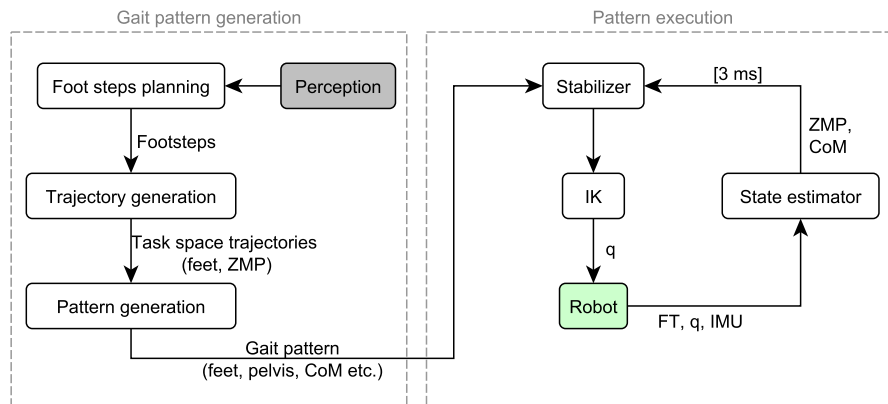 Gait pattern generation
Foot steps planning
Perception
Footsteps
Trajectory generation
Task space trajectories
(feet, ZMP)
Pattern generation
Gait pattern
(feet, pelvis, CoM etc.)
Pattern execution
Stabilizer
[3 ms]
ZMP,
CoM
IK
State estimator
q
Robot
FT, q, IMU